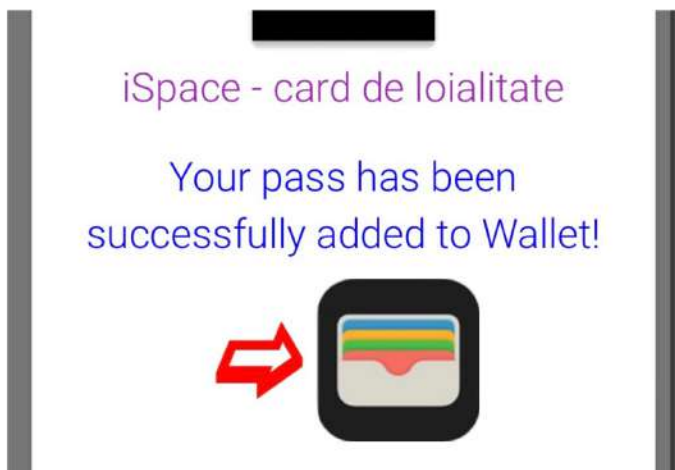 iSpace - card de loialitate
Your pass has been
successfully added to Wallet!